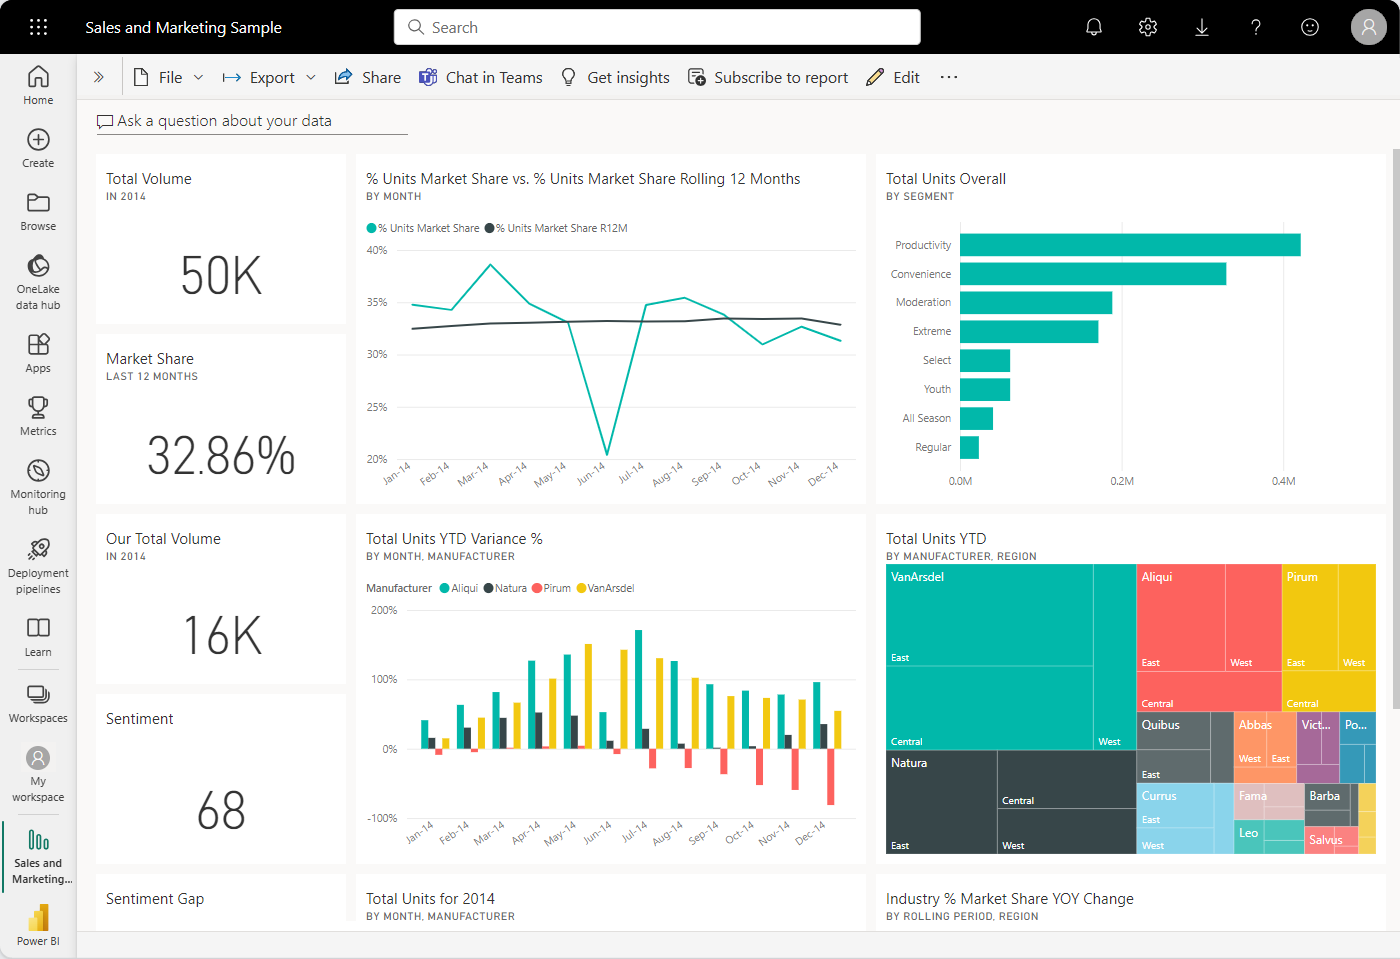 Sales and Marketing Sample
Search
Home
Create
Browse
OneLake
data hub
Apps
Metrics
Monitoring
hub
Deployment
pipelines
Learn
Workspaces
My
workspace
Sales and
Marketing...
Power BI
File
Export
Share
Chat in Teams
Get insights
Subscribe to report
Edit
Ask a question about your data
Total Volume
IN 2014
50K
Market Share
LAST 12 MONTHS
32.86%
Our Total Volume
IN 2014
16K
Sentiment
68
Sentiment Gap
% Units Market Share vs. % Units Market Share Rolling 12 Months
BY MONTH
% Units Market Share % Units Market Share R12M
40%
35%
30%
25%
20%
Jan-14 Feb-14 Mar-14 Apr-14 May-14 Jun-14 Jul-14 Aug-14 Sep-14 Oct-14 Nov-14 Dec-14
Total Units YTD Variance %
BY MONTH, MANUFACTURER
Manufacturer Aliqui Natura Pirum VanArsdel
200%
100%
0%
-100%
Jan-14 Feb-14 Mar-14 Apr-14 May-14 Jun-14 Jul-14 Aug-14 Sep-14 Oct-14 Nov-14 Dec-14
Total Units for 2014
BY MONTH, MANUFACTURER
Total Units Overall
BY SEGMENT
Productivity
Convenience
Moderation
Extreme
Select
Youth
All Season
Regular
0.0M 0.2M 0.4M
Total Units YTD
BY MANUFACTURER, REGION
VanArsdel
East
Central
West
Natura
East
Central
West
Aliqui
East
West
Central
Pirum
East
West
Central
Quibus
East
Abbas
West
East
Vict...
Po...
Currus
East
West
Fama
Leo
Barba
Salvus
Industry % Market Share YOY Change
BY ROLLING PERIOD, REGION